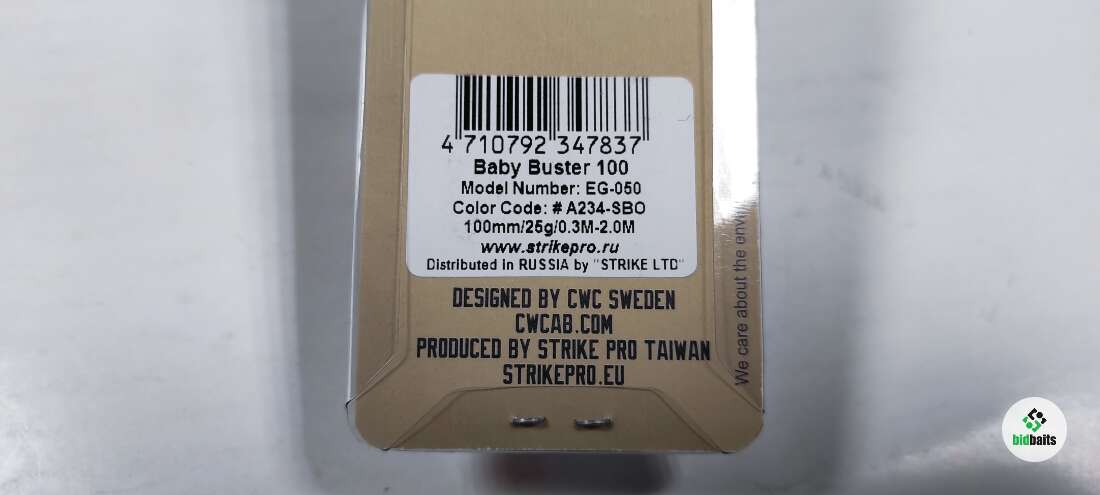 4 710792 347837
Baby Buster 100
Model Number: EG-050
Color Code: # A234-SBO
100mm/25g/0.3M-2.0M
www.strikepro.ru
Distributed in RUSSIA by "STRIKE LTD"
DESIGNED BY CWC SWEDEN
CWCAB.COM
PRODUCED BY STRIKE PRO TAIWAN
STRIKEPRO.EU
We care about the
bidbaits